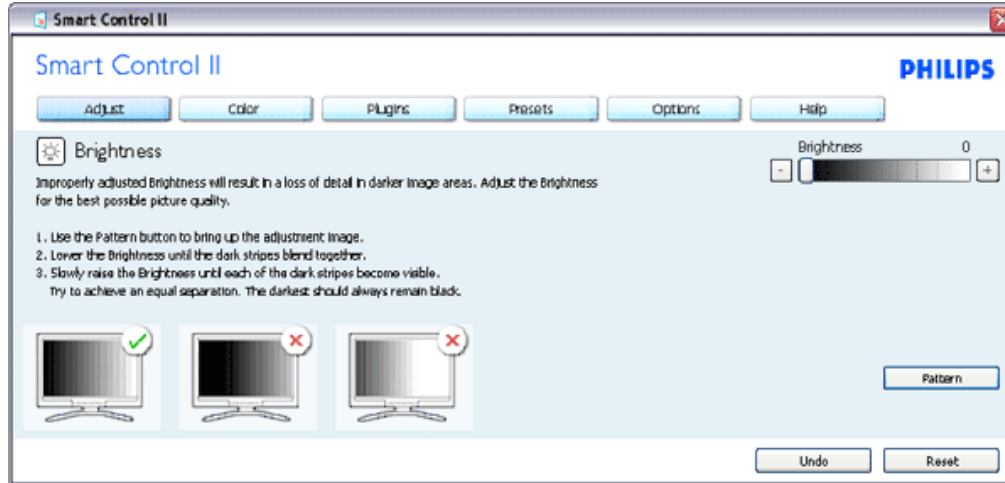 Smart Control II
Smart Control II
PHILIPS
Adjust Color Plugins Presets Options Help
Brightness
Brightness 0
- +
Improperly adjusted Brightness will result in a loss of detail in darker image areas. Adjust the Brightness
for the best possible picture quality.
1. Use the Pattern button to bring up the adjustment image.
2. Lower the Brightness until the dark stripes blend together.
3. Slowly raise the Brightness until each of the dark stripes become visible.
Try to achieve an equal separation. The darkest should always remain black.
Pattern
Undo Reset